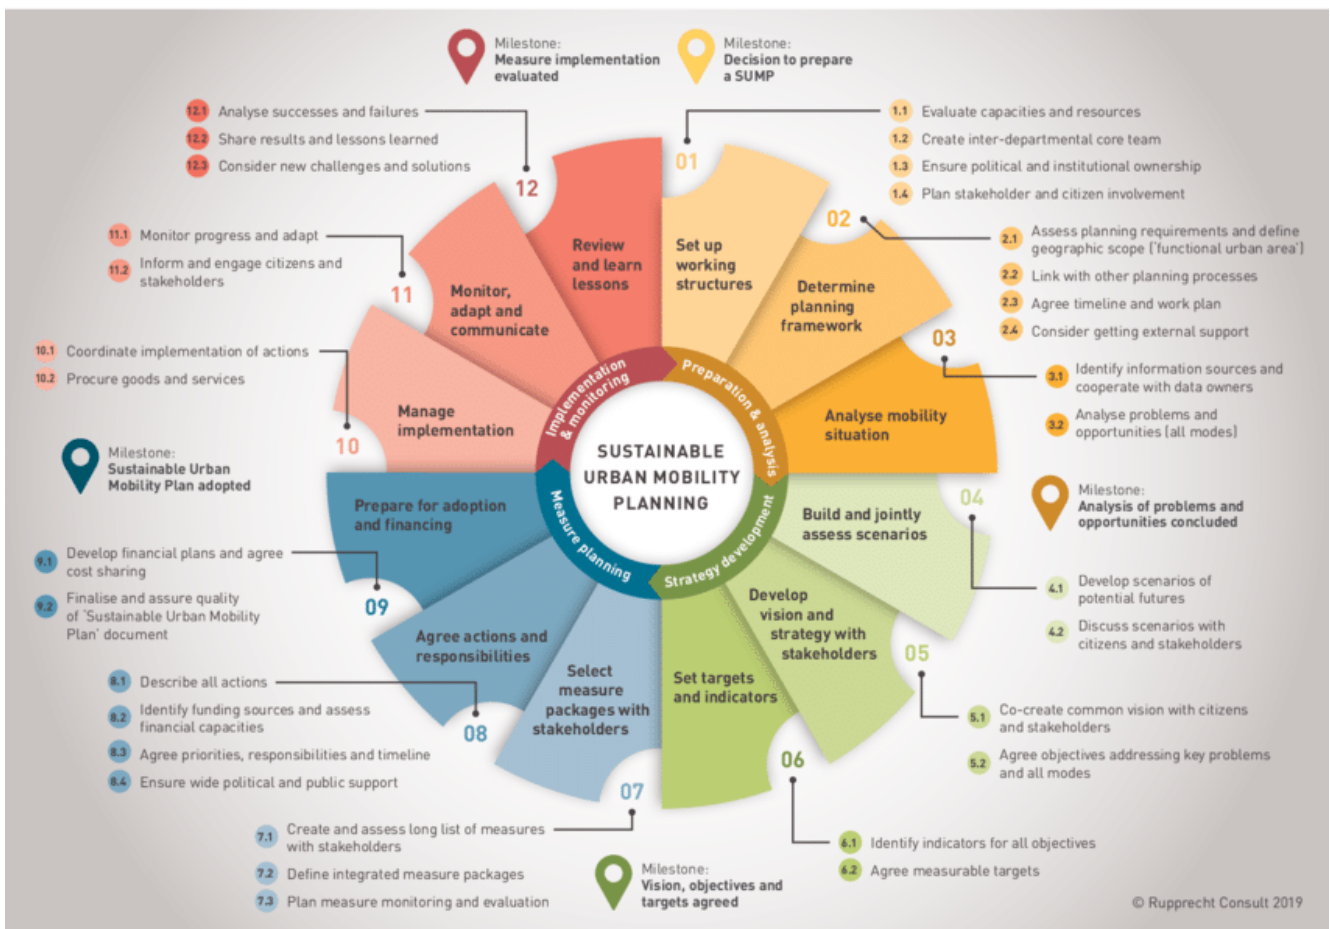 Milestone:
Measure implementation
evaluated
Milestone:
Decision to prepare
a SUMP
12.1 Analyse successes and failures
12.2 Share results and lessons learned
12.3 Consider new challenges and solutions
1.1 Evaluate capacities and resources
1.2 Create inter-departmental core team
1.3 Ensure political and institutional ownership
1.4 Plan stakeholder and citizen involvement
11.1 Monitor progress and adapt
11.2 Inform and engage citizens and
stakeholders
2.1 Assess planning requirements and define
geographic scope ('functional urban area')
2.2 Link with other planning processes
2.3 Agree timeline and work plan
2.4 Consider getting external support
10.1 Coordinate implementation of actions
10.2 Procure goods and services
3.1 Identify information sources and
cooperate with data owners
3.2 Analyse problems and
opportunities (all modes)
Milestone:
Sustainable Urban
Mobility Plan adopted
Milestone:
Analysis of problems and
opportunities concluded
01
Set up
working
structures
02
Determine
planning
framework
03
Analyse mobility
situation
04
Build and jointly
assess scenarios
05
Develop
vision and
strategy with
stakeholders
06
Set targets
and indicators
07
Select
measure
packages with
stakeholders
08
Agree actions and
responsibilities
09
Prepare for adoption
and financing
10
Manage
implementation
11
Monitor,
adapt and
communicate
12
Review
and learn
lessons
Preparation & analysis
Strategy development
Measure planning
Implementation
& monitoring
SUSTAINABLE
URBAN MOBILITY
PLANNING
9.1 Develop financial plans and agree
cost sharing
9.2 Finalise and assure quality
of 'Sustainable Urban Mobility
Plan' document
4.1 Develop scenarios of
potential futures
4.2 Discuss scenarios with
citizens and stakeholders
8.1 Describe all actions
8.2 Identify funding sources and assess
financial capacities
8.3 Agree priorities, responsibilities and timeline
8.4 Ensure wide political and public support
5.1 Co-create common vision with citizens
and stakeholders
5.2 Agree objectives addressing key problems
and all modes
7.1 Create and assess long list of measures
with stakeholders
7.2 Define integrated measure packages
7.3 Plan measure monitoring and evaluation
Milestone:
Vision, objectives and
targets agreed
6.1 Identify indicators for all objectives
6.2 Agree measurable targets
© Rupprecht Consult 2019